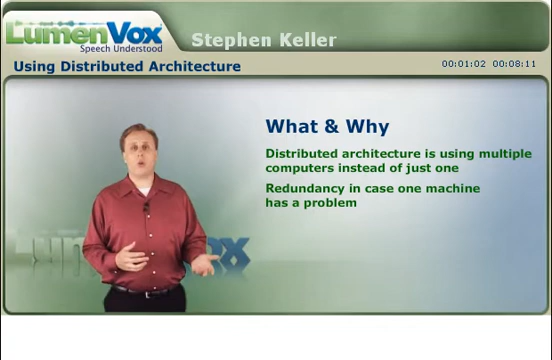 LumenVox
Speech Understood
Stephen Keller
Using Distributed Architecture
00:01:02 00:08:11
What & Why
Distributed architecture is using multiple
computers instead of just one
Redundancy in case one machine
has a problem
LumenVox